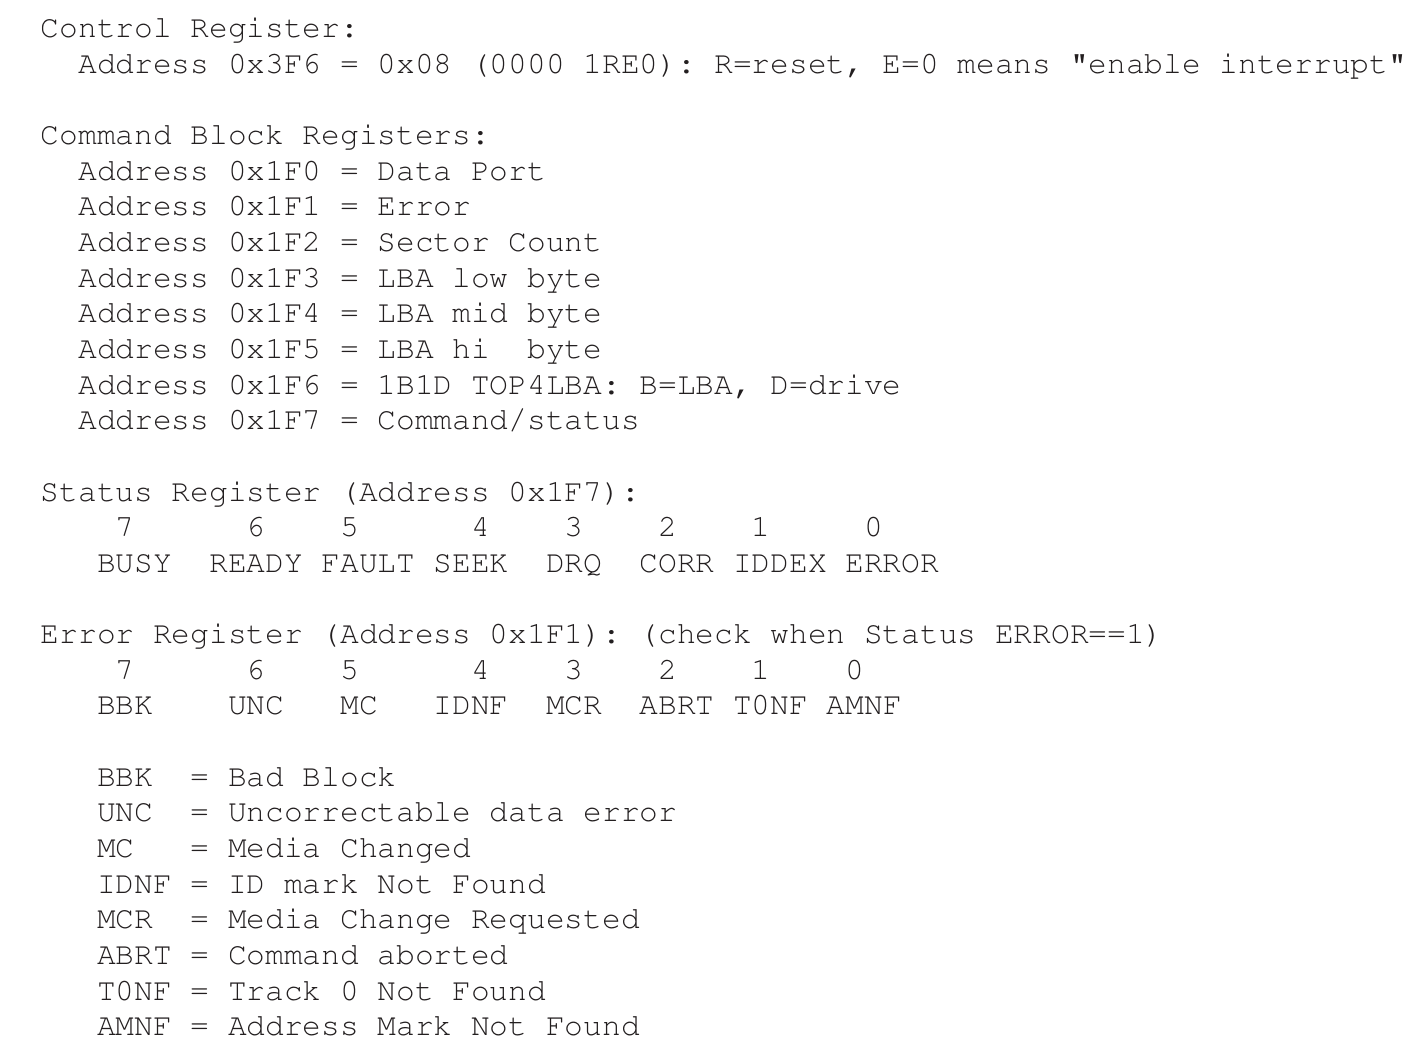 Control Register:
  Address 0x3F6 = 0x08 (0000 1RE0): R=reset, E=0 means "enable interrupt"

Command Block Registers:
  Address 0x1F0 = Data Port
  Address 0x1F1 = Error
  Address 0x1F2 = Sector Count
  Address 0x1F3 = LBA low byte
  Address 0x1F4 = LBA mid byte
  Address 0x1F5 = LBA hi  byte
  Address 0x1F6 = 1B1D TOP4LBA: B=LBA, D=drive
  Address 0x1F7 = Command/status

Status Register (Address 0x1F7):
    7      6    5      4    3    2    1     0
   BUSY  READY FAULT SEEK  DRQ  CORR IDDEX ERROR

Error Register (Address 0x1F1): (check when Status ERROR==1)
    7      6    5      4    3    2    1    0
   BBK    UNC   MC   IDNF  MCR  ABRT T0NF AMNF

   BBK  = Bad Block
   UNC  = Uncorrectable data error
   MC   = Media Changed
   IDNF = ID mark Not Found
   MCR  = Media Change Requested
   ABRT = Command aborted
   T0NF = Track 0 Not Found
   AMNF = Address Mark Not Found